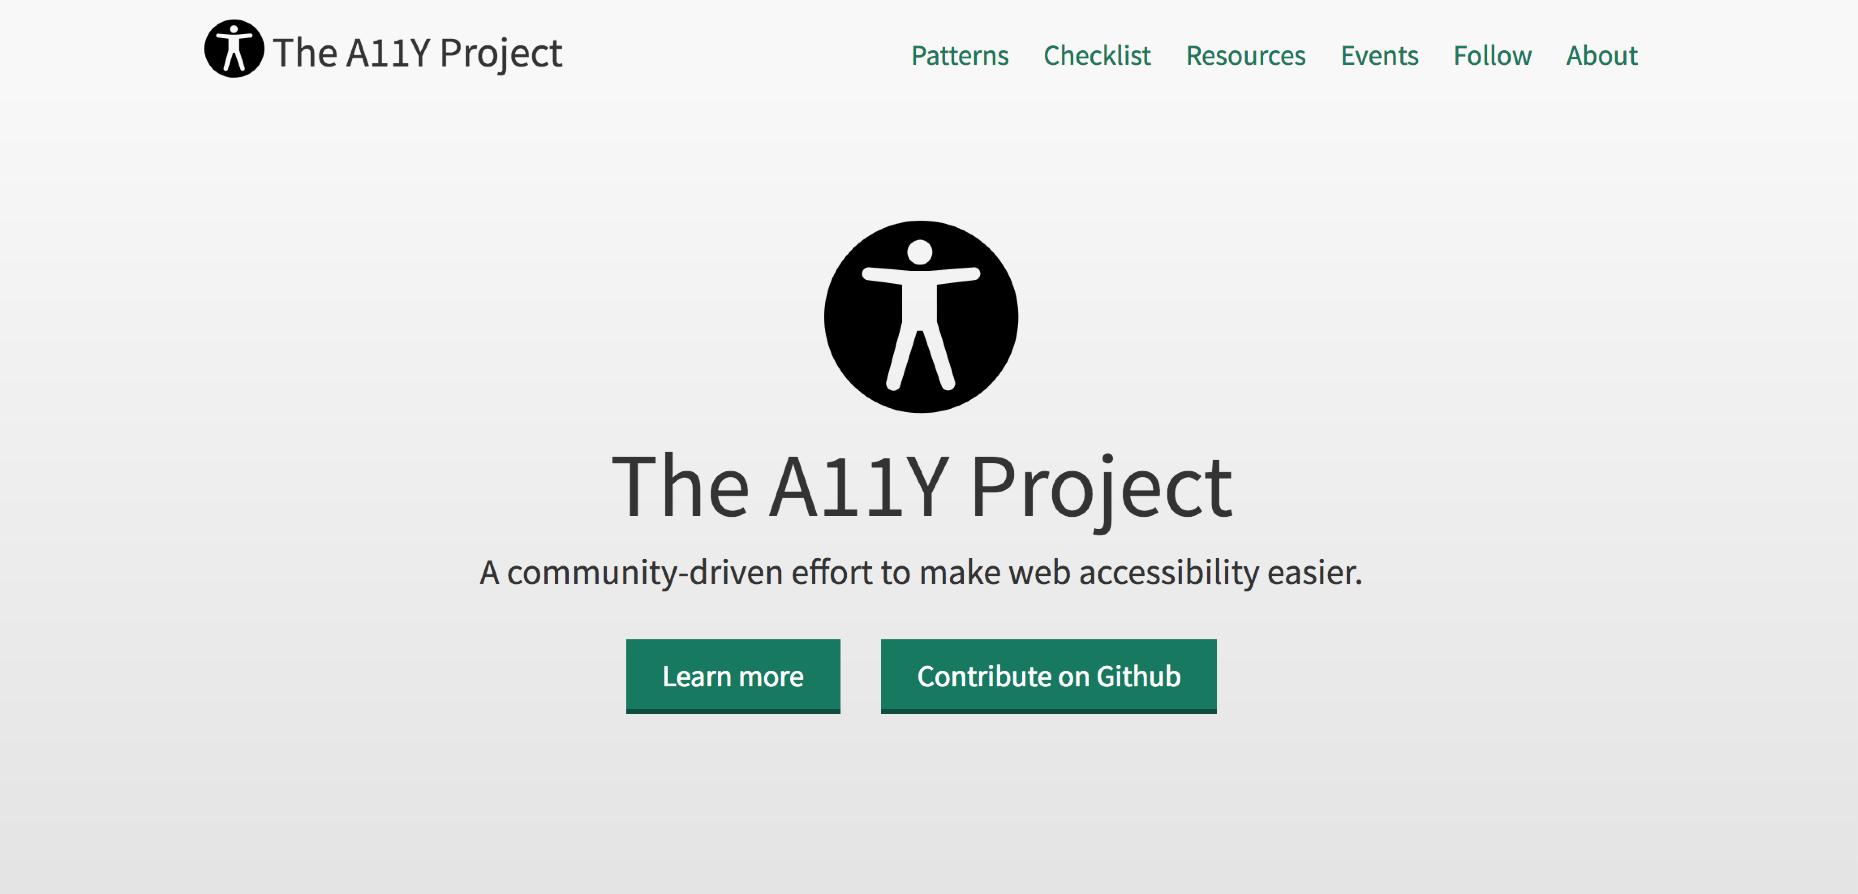 The A11Y Project
Patterns Checklist Resources Events Follow About
The A11Y Project
A community-driven effort to make web accessibility easier.
Learn more
Contribute on Github